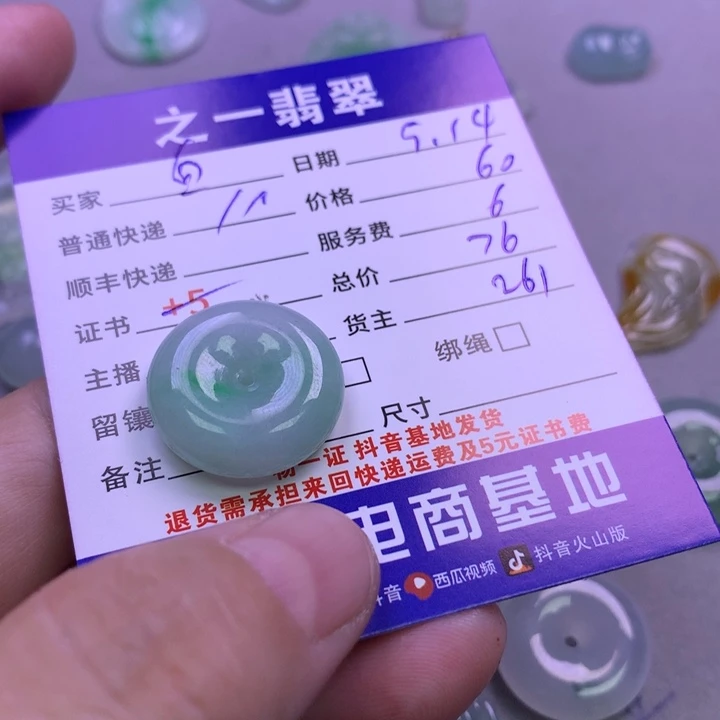 之一翡翠
买家 日期 9.14
普通快递 价格 60
顺丰快递 服务费 6
证书 +5 总价 76
主播 货主 261
留镶 绑绳
备注 尺寸
物一证 抖音基地发货
退货需承担来回快递运费及5元证书费
电商基地
抖音 西瓜视频 抖音火山版